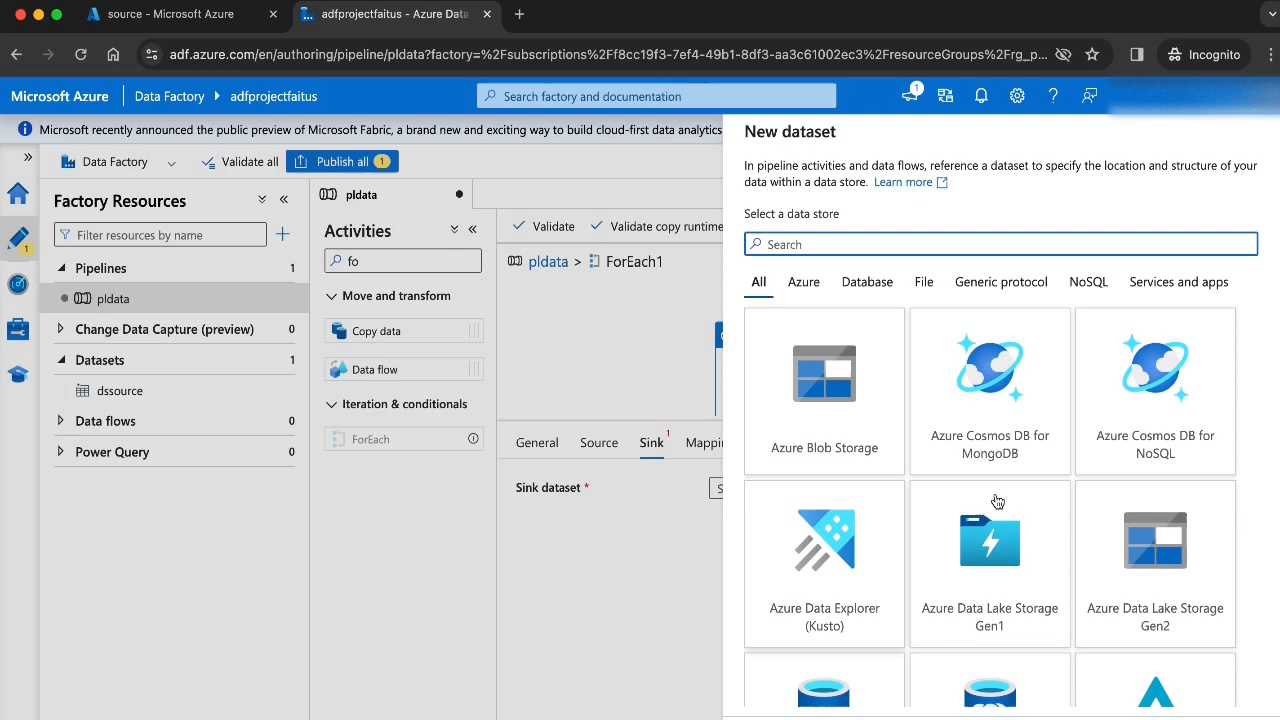 source - Microsoft Azure
adfprojectfaitus - Azure Data
adf.azure.com/en/authoring/pipeline/pldata?factory=%2Fsubscriptions%2Ff8cc19f3-7ef4-49b1-8df3-aa3c61002ec3%2FresourceGroups%2Frg_p...
Incognito
Microsoft Azure
Data Factory
adfprojectfaitus
Search factory and documentation
1
Microsoft recently announced the public preview of Microsoft Fabric, a brand new and exciting way to build cloud-first data analytics
Data Factory
Validate all
Publish all 1
1
Factory Resources
Filter resources by name
Pipelines 1
pldata
Change Data Capture (preview) 0
Datasets 1
dssource
Data flows 0
Power Query 0
pldata
Activities
fo
Move and transform
Copy data
Data flow
Iteration & conditionals
ForEach
Validate
Validate copy runtime
pldata > ForEach1
General
Source
Sink 1
Sink dataset *
New dataset
In pipeline activities and data flows, reference a dataset to specify the location and structure of your
data within a data store. Learn more
Select a data store
Search
All
Azure
Database
File
Generic protocol
NoSQL
Services and apps
Azure Blob Storage
Azure Cosmos DB for
MongoDB
Azure Cosmos DB for
NoSQL
Azure Data Explorer
(Kusto)
Azure Data Lake Storage
Gen1
Azure Data Lake Storage
Gen2